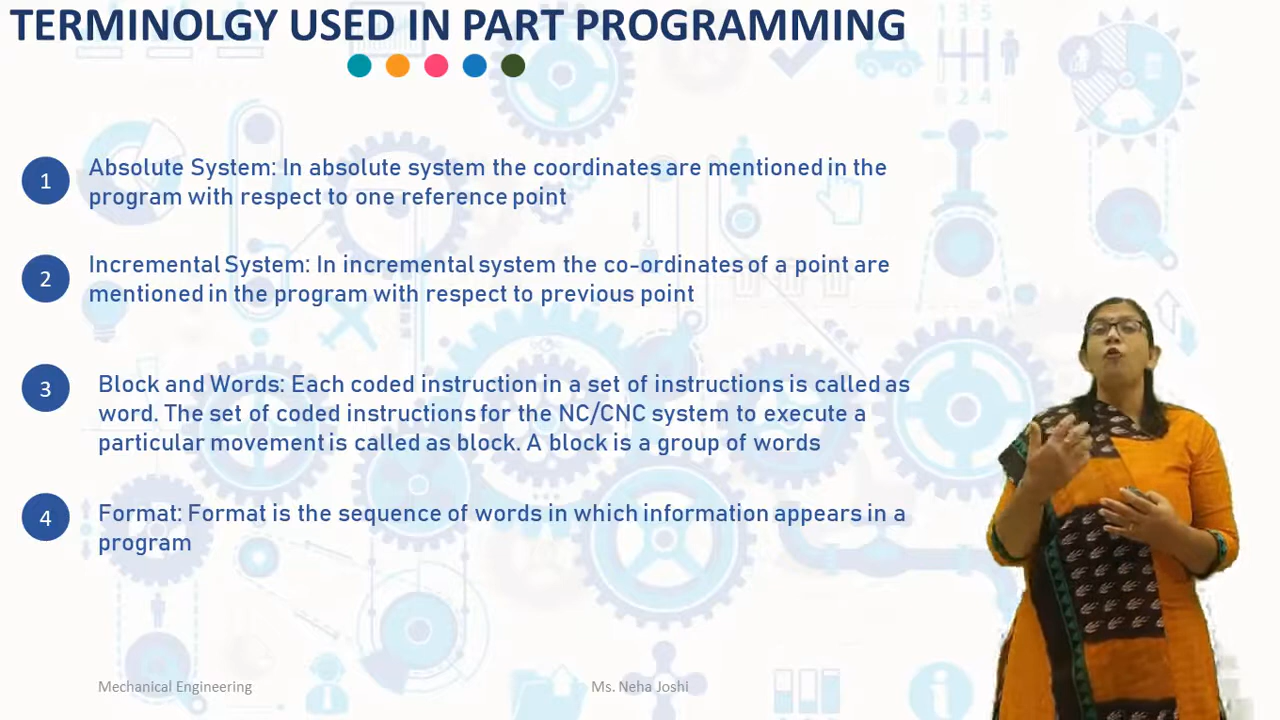 TERMINOLGY USED IN PART PROGRAMMING
1 3 5
2 4
1
Absolute System: In absolute system the coordinates are mentioned in the
program with respect to one reference point
2
Incremental System: In incremental system the co-ordinates of a point are
mentioned in the program with respect to previous point
3
Block and Words: Each coded instruction in a set of instructions is called as
word. The set of coded instructions for the NC/CNC system to execute a
particular movement is called as block. A block is a group of words
4
Format: Format is the sequence of words in which information appears in a
program
Mechanical Engineering
Ms. Neha Joshi